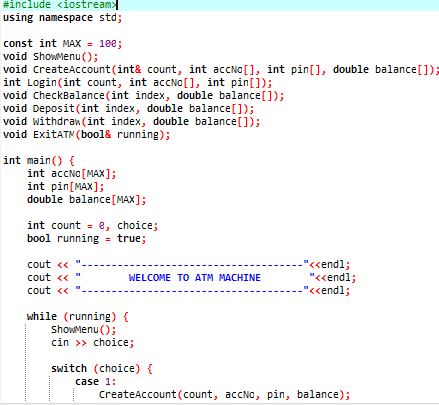 #include <iostream>
using namespace std;
const int MAX = 100;
void ShowMenu();
void CreateAccount(int& count, int accNo[], int pin[], double balance[]);
int Login(int count, int accNo[], int pin[]);
void CheckBalance(int index, double balance[]);
void Deposit(int index, double balance[]);
void Withdraw(int index, double balance[]);
void ExitATM(bool& running);
int main() {
int accNo[MAX];
int pin[MAX];
double balance[MAX];
int count = 0, choice;
bool running = true;
cout << "-------------------------------------"<<endl;
cout << "        WELCOME TO ATM MACHINE        "<<endl;
cout << "-------------------------------------"<<endl;
while (running) {
ShowMenu();
cin >> choice;
switch (choice) {
case 1:
CreateAccount(count, accNo, pin, balance);